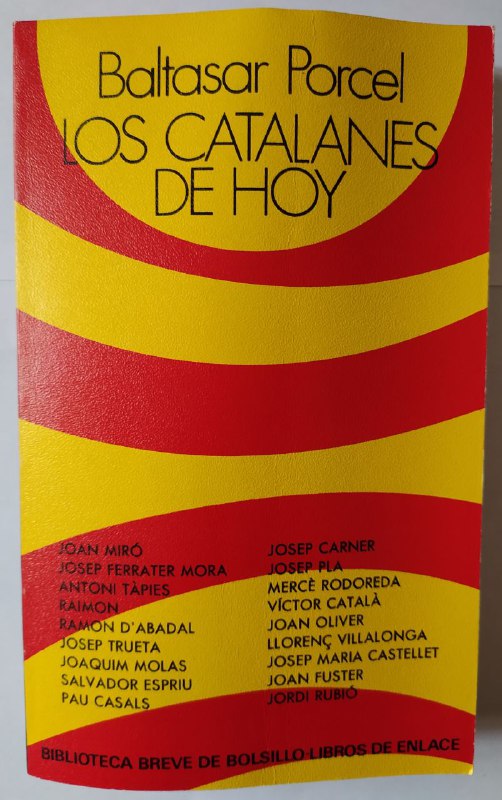 Baltasar Porcel
LOS CATALANES
DE HOY
JOAN MIRÓ
JOSEP FERRATER MORA
ANTONI TÀPIES
RAIMON
RAMON D'ABADAL
JOSEP TRUETA
JOAQUIM MOLAS
SALVADOR ESPRIU
PAU CASALS
JOSEP CARNER
JOSEP PLA
MERCÈ RODOREDA
VÍCTOR CATALÀ
JOAN OLIVER
LLORENÇ VILLALONGA
JOSEP MARIA CASTELLET
JOAN FUSTER
JORDI RUBIÓ
BIBLIOTECA BREVE DE BOLSILLO LIBROS DE ENLACE